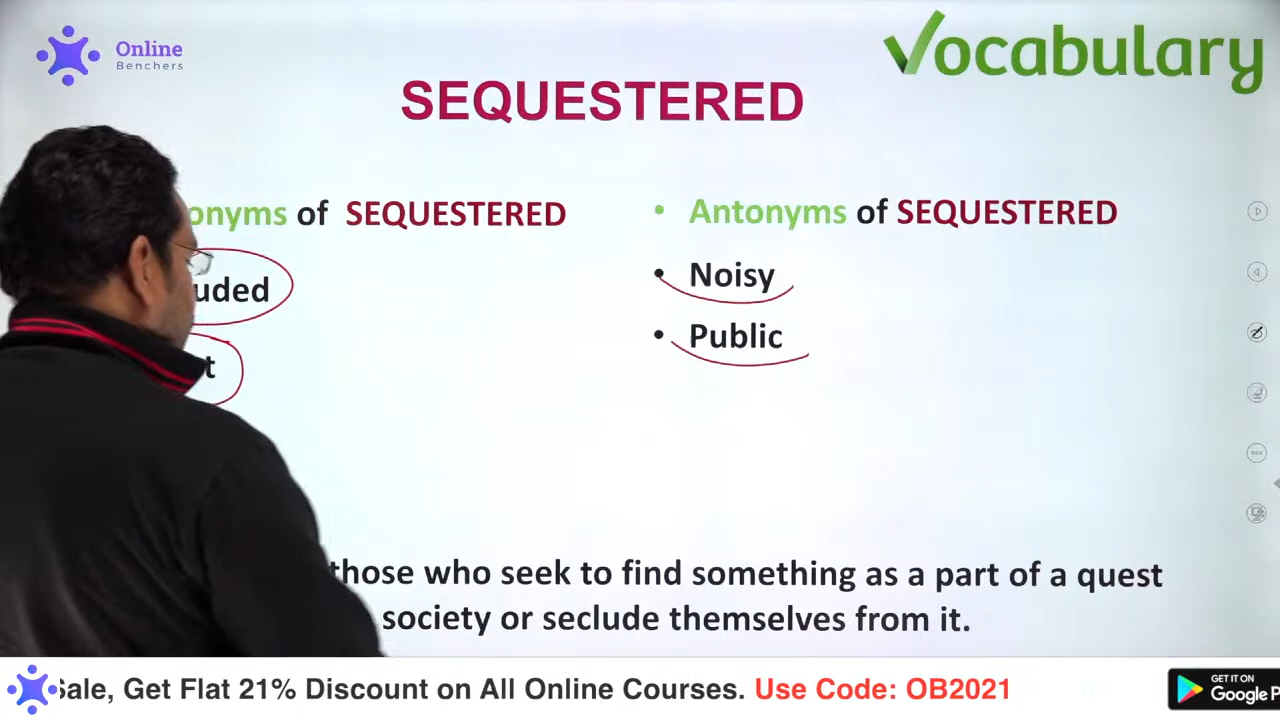 Online
Benchers
Vocabulary
SEQUESTERED
onyms of SEQUESTERED
• Antonyms of SEQUESTERED
uded
• Noisy
t
• Public
those who seek to find something as a part of a quest
society or seclude themselves from it.
Sale, Get Flat 21% Discount on All Online Courses. Use Code: OB2021
GET IT ON
Google P